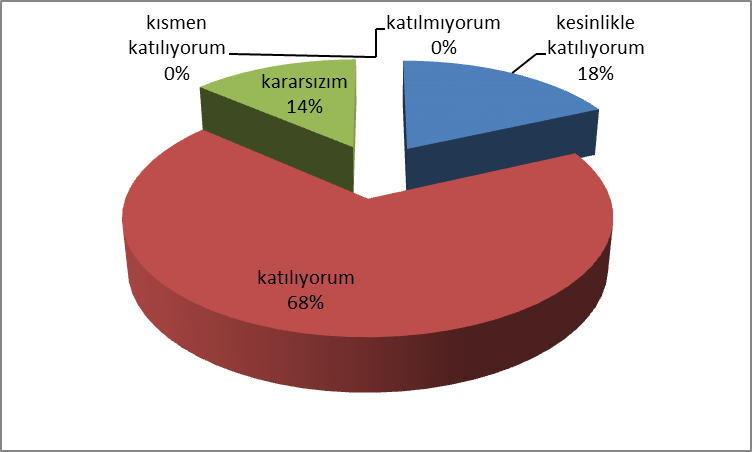 kısmen
katılıyorum
0%
katılmıyorum
0%
kesinlikle
katılıyorum
18%
kararsızım
14%
katılıyorum
68%